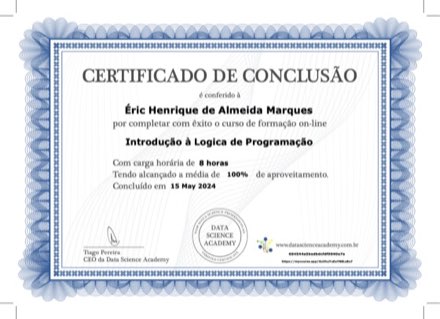 CERTIFICADO DE CONCLUSÃO
é conferido à
Éric Henrique de Almeida Marques
por completar com êxito o curso de formação on-line
Introdução à Logica de Programação
Com carga horária de 8 horas
Tendo alcançado a média de 100% de aproveitamento.
Concluído em 15 May 2024
DATA
SCIENCE
ACADEMY
www.datascienceacademy.com.br
Tiago Pereira
CEO da Data Science Academy